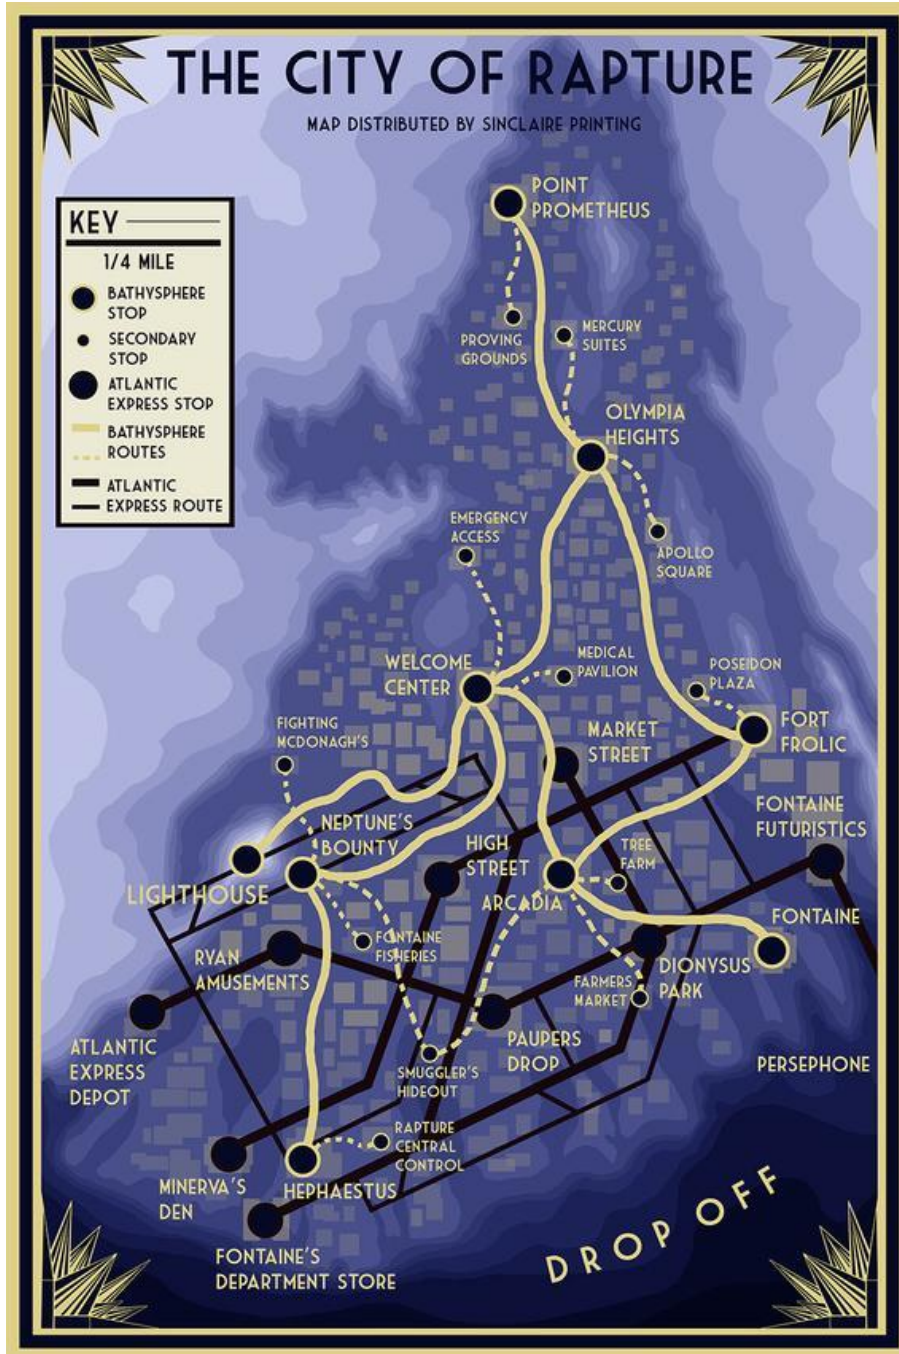 THE CITY OF RAPTURE
MAP DISTRIBUTED BY SINCLAIRE PRINTING
KEY
1/4 MILE
BATHYSPHERE
STOP
SECONDARY
STOP
ATLANTIC
EXPRESS STOP
BATHYSPHERE
ROUTES
ATLANTIC
EXPRESS ROUTE
POINT
PROMETHEUS
PROVING
GROUNDS
MERCURY
SUITES
OLYMPIA
HEIGHTS
EMERGENCY
ACCESS
APOLLO
SQUARE
WELCOME
CENTER
MEDICAL
PAVILION
POSEIDON
PLAZA
FIGHTING
MCDONAGH'S
MARKET
STREET
FORT
FROLIC
NEPTUNE'S
BOUNTY
HIGH
STREET
FONTAINE
FUTURISTICS
TREE
FARM
LIGHTHOUSE
ARCADIA
FONTAINE
RYAN
AMUSEMENTS
FONTAINE
FISHERIES
DIONYSUS
PARK
FARMERS
MARKET
ATLANTIC
EXPRESS
DEPOT
PAUPERS
DROP
SMUGGLER'S
HIDEOUT
PERSEPHONE
RAPTURE
CENTRAL
CONTROL
MINERVA'S
DEN
HEPHAESTUS
FONTAINE'S
DEPARTMENT STORE
DROP OFF